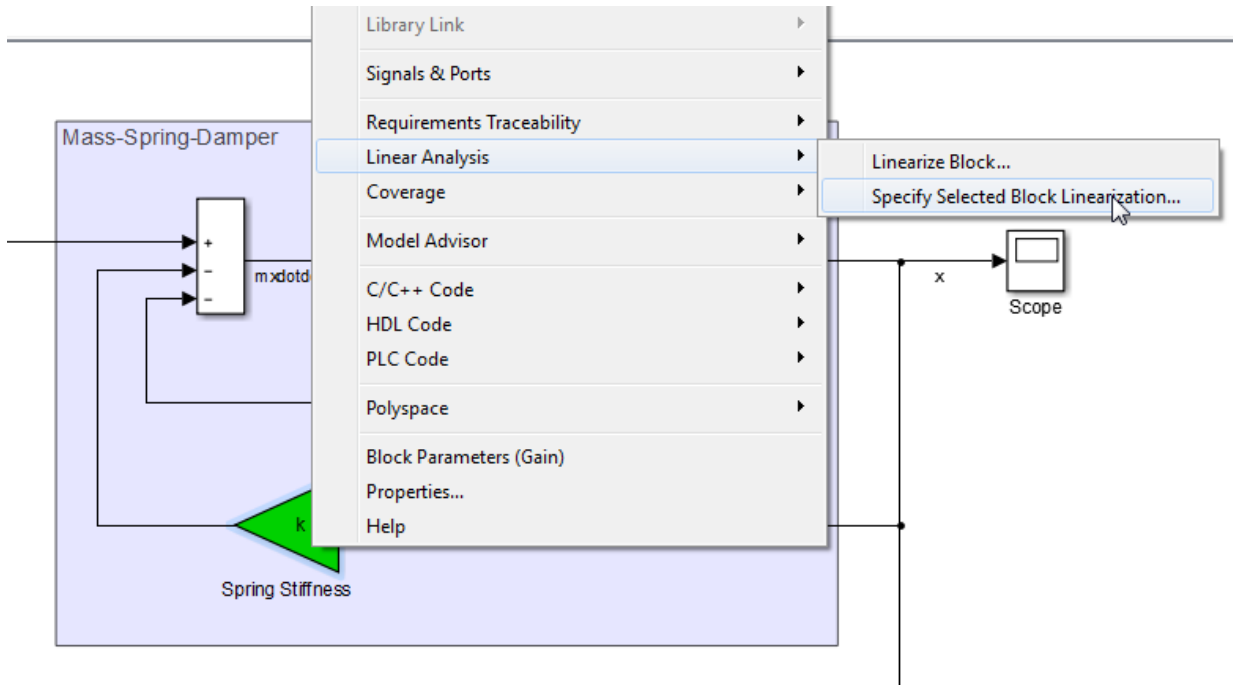 Library Link
Signals & Ports
Requirements Traceability
Mass-Spring-Damper
Linear Analysis
Linearize Block...
Coverage
Specify Selected Block Linearization...
Model Advisor
+
−
−
C/C++ Code
x
Scope
HDL Code
PLC Code
Polyspace
Block Parameters (Gain)
Properties...
k
Help
Spring Stiffness